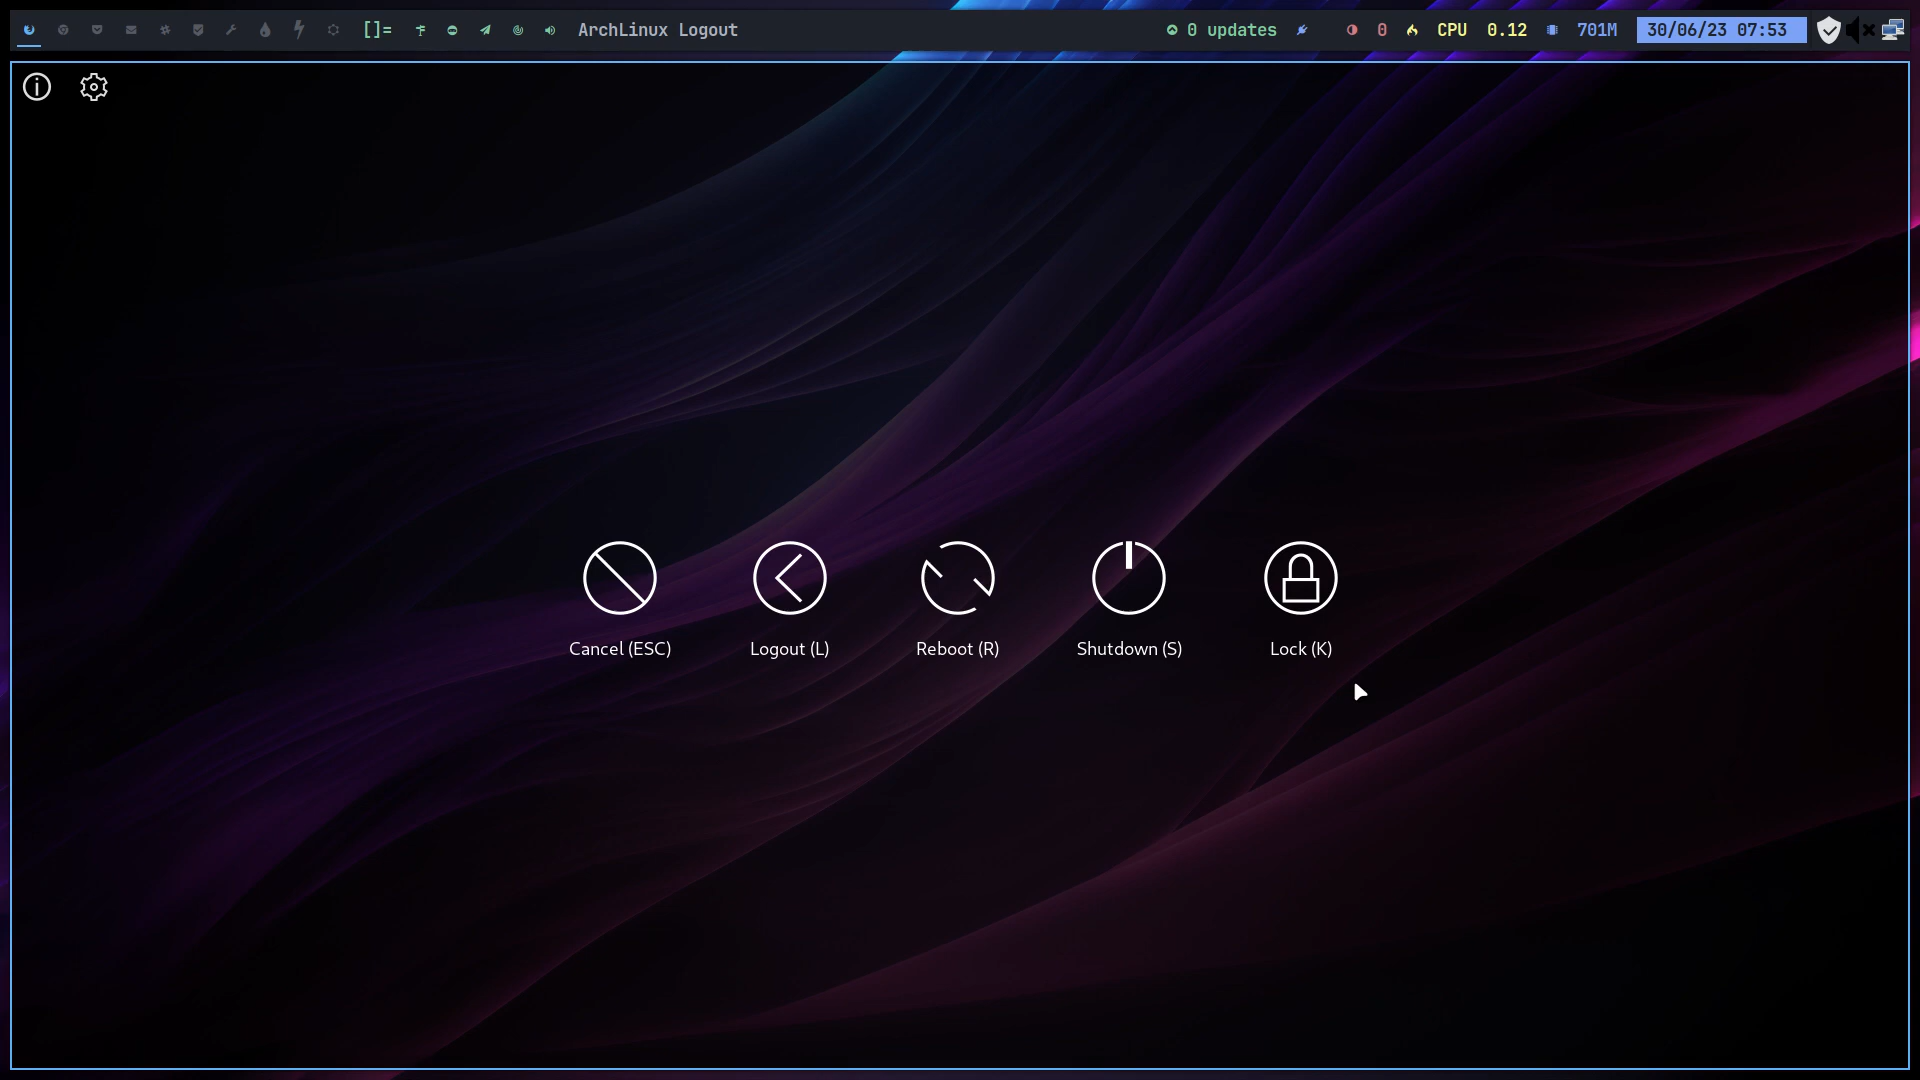 []= ArchLinux Logout 0 updates 0 CPU 0.12 701M 30/06/23 07:53
Cancel (ESC) Logout (L) Reboot (R) Shutdown (S) Lock (K)